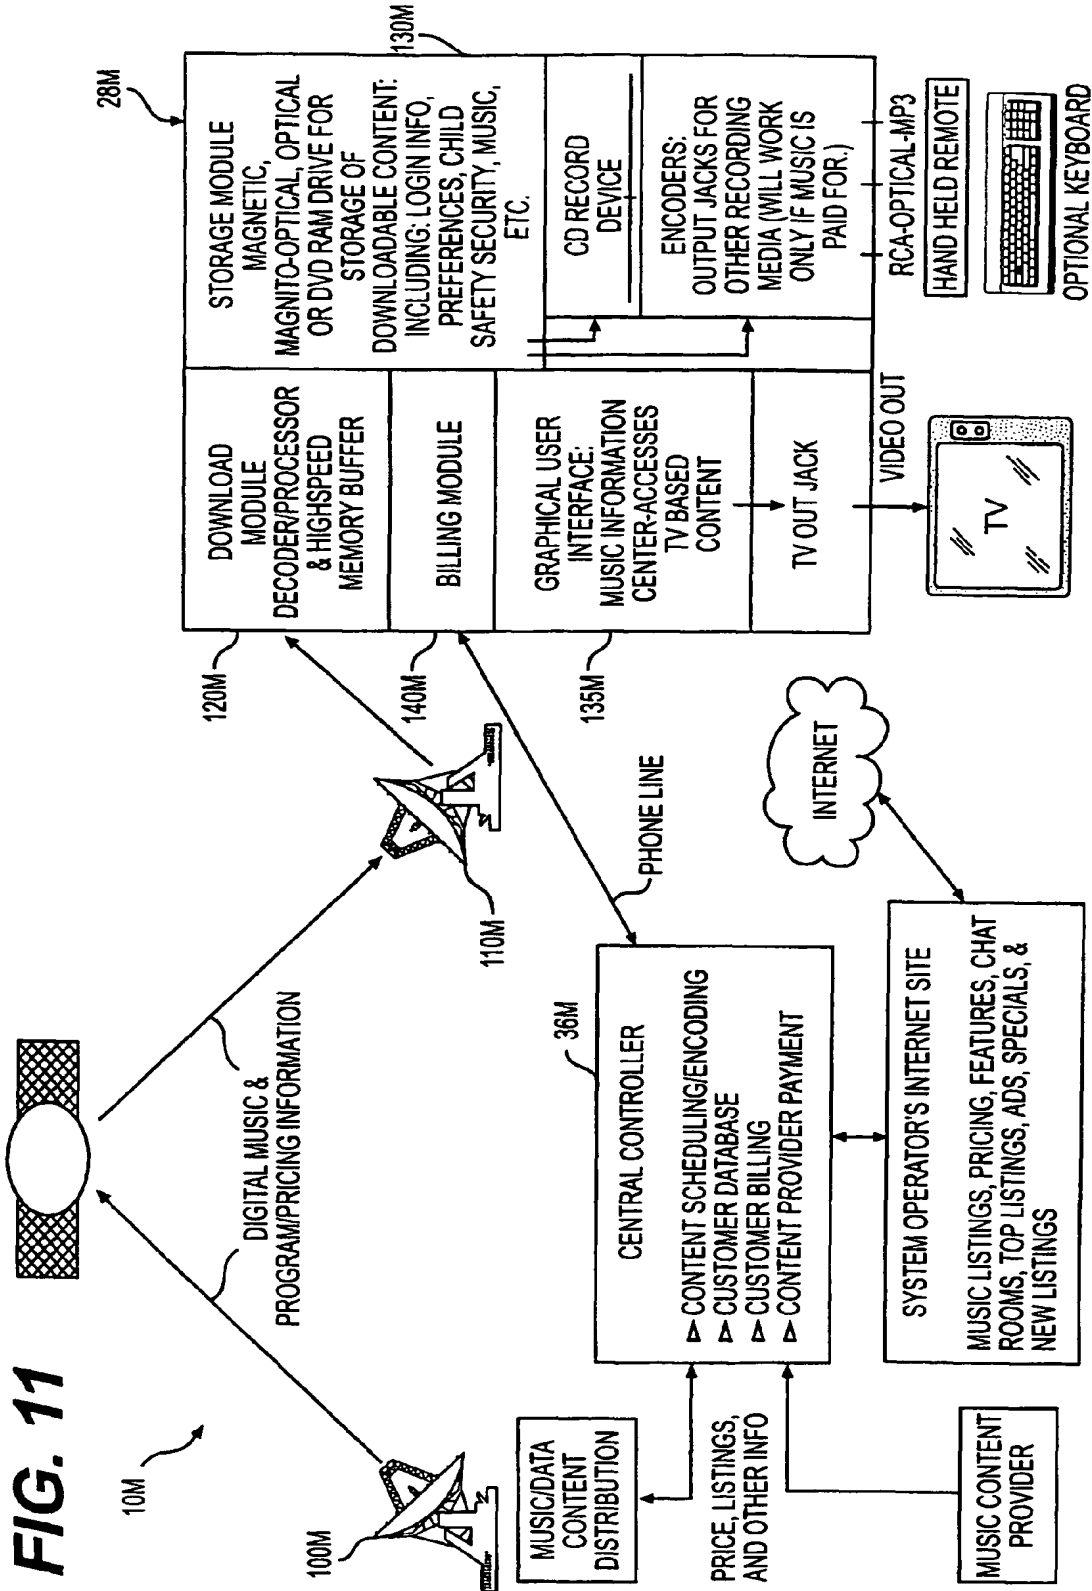 FIG. 11
10M
100M
DIGITAL MUSIC &
PROGRAM/PRICING INFORMATION
110M
MUSIC/DATA
CONTENT
DISTRIBUTION
PRICE, LISTINGS,
AND OTHER INFO
MUSIC CONTENT
PROVIDER
36M
CENTRAL CONTROLLER
▷ CONTENT SCHEDULING/ENCODING
▷ CUSTOMER DATABASE
▷ CUSTOMER BILLING
▷ CONTENT PROVIDER PAYMENT
PHONE LINE
SYSTEM OPERATOR'S INTERNET SITE
MUSIC LISTINGS, PRICING, FEATURES, CHAT
ROOMS, TOP LISTINGS, ADS, SPECIALS, &
NEW LISTINGS
INTERNET
28M
120M
DOWNLOAD
MODULE
DECODER/PROCESSOR
& HIGHSPEED
MEMORY BUFFER
140M
BILLING MODULE
135M
GRAPHICAL USER
INTERFACE:
MUSIC INFORMATION
CENTER-ACCESSES
TV BASED
CONTENT
TV OUT JACK
VIDEO OUT
TV
130M
STORAGE MODULE
MAGNETIC,
MAGNITO-OPTICAL, OPTICAL
OR DVD RAM DRIVE FOR
STORAGE OF
DOWNLOADABLE CONTENT:
INCLUDING: LOGIN INFO,
PREFERENCES, CHILD
SAFETY SECURITY, MUSIC,
ETC.
CD RECORD
DEVICE
ENCODERS:
OUTPUT JACKS FOR
OTHER RECORDING
MEDIA (WILL WORK
ONLY IF MUSIC IS
PAID FOR.)
RCA-OPTICAL-MP3
HAND HELD REMOTE
OPTIONAL KEYBOARD